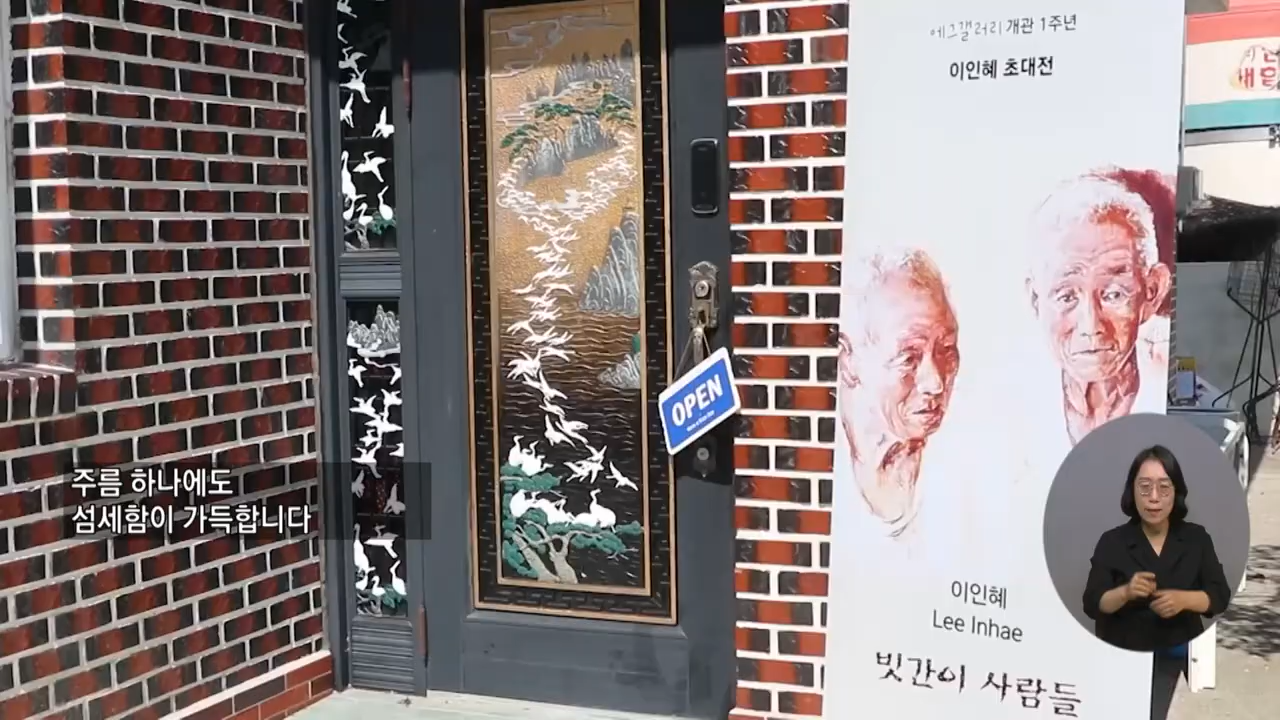 에그갤러리 개관 1주년
이인혜 초대전
OPEN
주름 하나에도
섬세함이 가득합니다
이인혜
Lee Inhae
빗간이 사람들